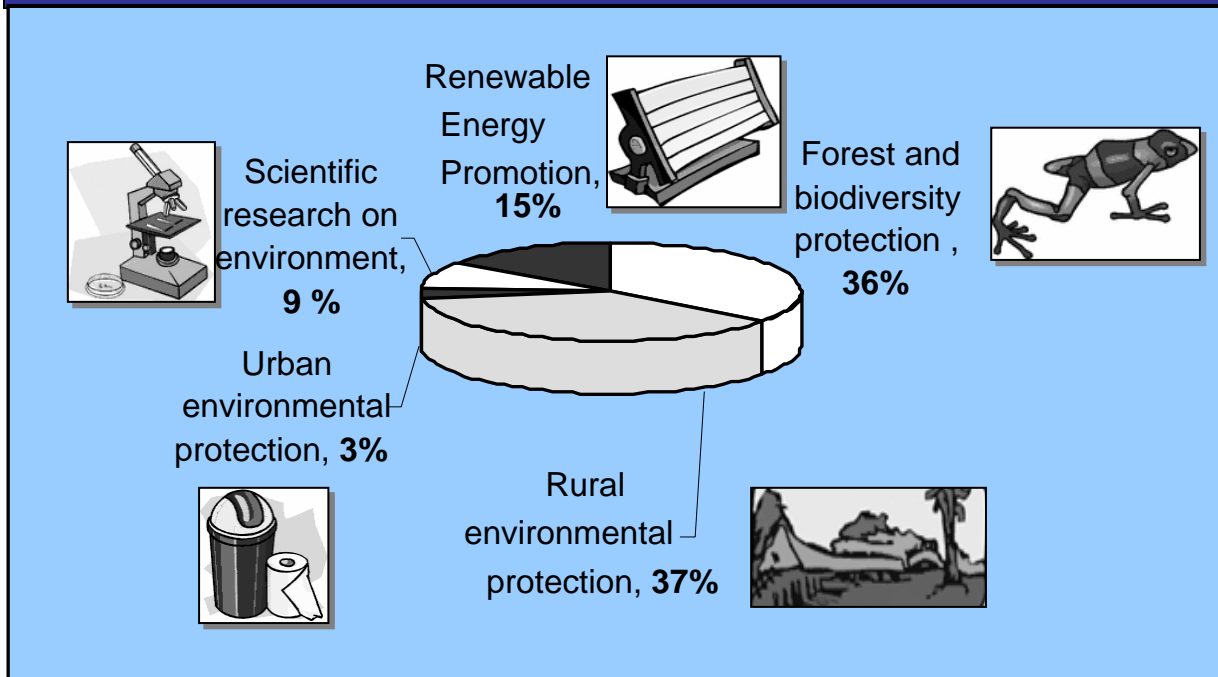 Renewable
Energy
Promotion,
15%
Forest and
biodiversity
protection ,
36%
Scientific
research on
environment,
9 %
Urban
environmental
protection, 3%
Rural
environmental
protection, 37%